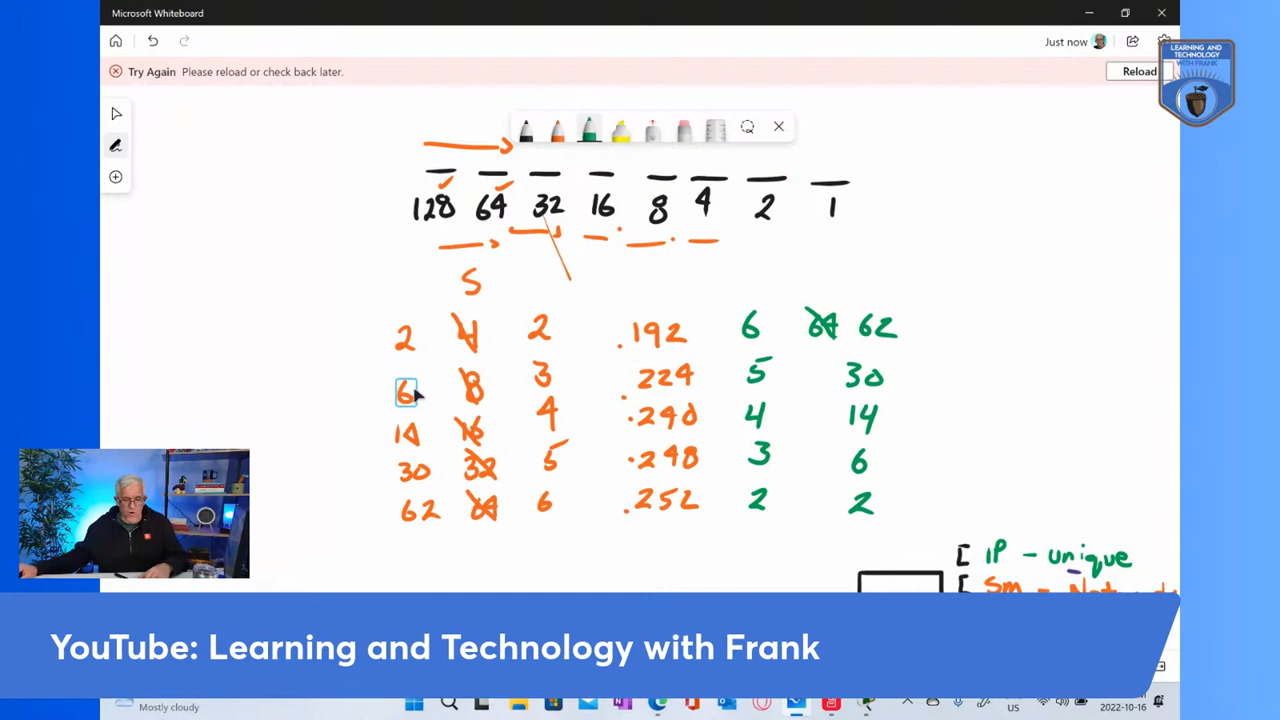 Microsoft Whiteboard
Just now
LEARNING AND
TECHNOLOGY
WITH FRANK
Try Again Please reload or check back later.
Reload
128 64 32 16 8 4 2 1
S
2 4 2 .192 6 64 62
6 8 3 .224 5 30
14 16 4 .240 4 14
30 32 5 .248 3 6
62 64 6 .252 2 2
[ IP - unique
[ Sm -
YouTube: Learning and Technology with Frank
Mostly cloudy
US
2022-10-16